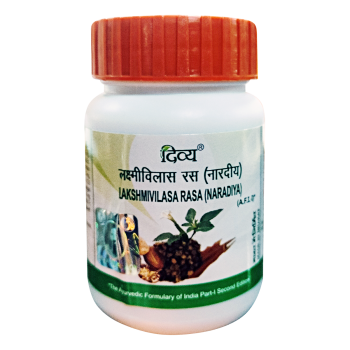 दिव्य®
लक्ष्मीविलास रस (नारदीय)
LAKSHMIVILASA RASA (NARADIYA)
(A.F.I.)*
*The Ayurvedic Formulary of India Part-I Second Edition